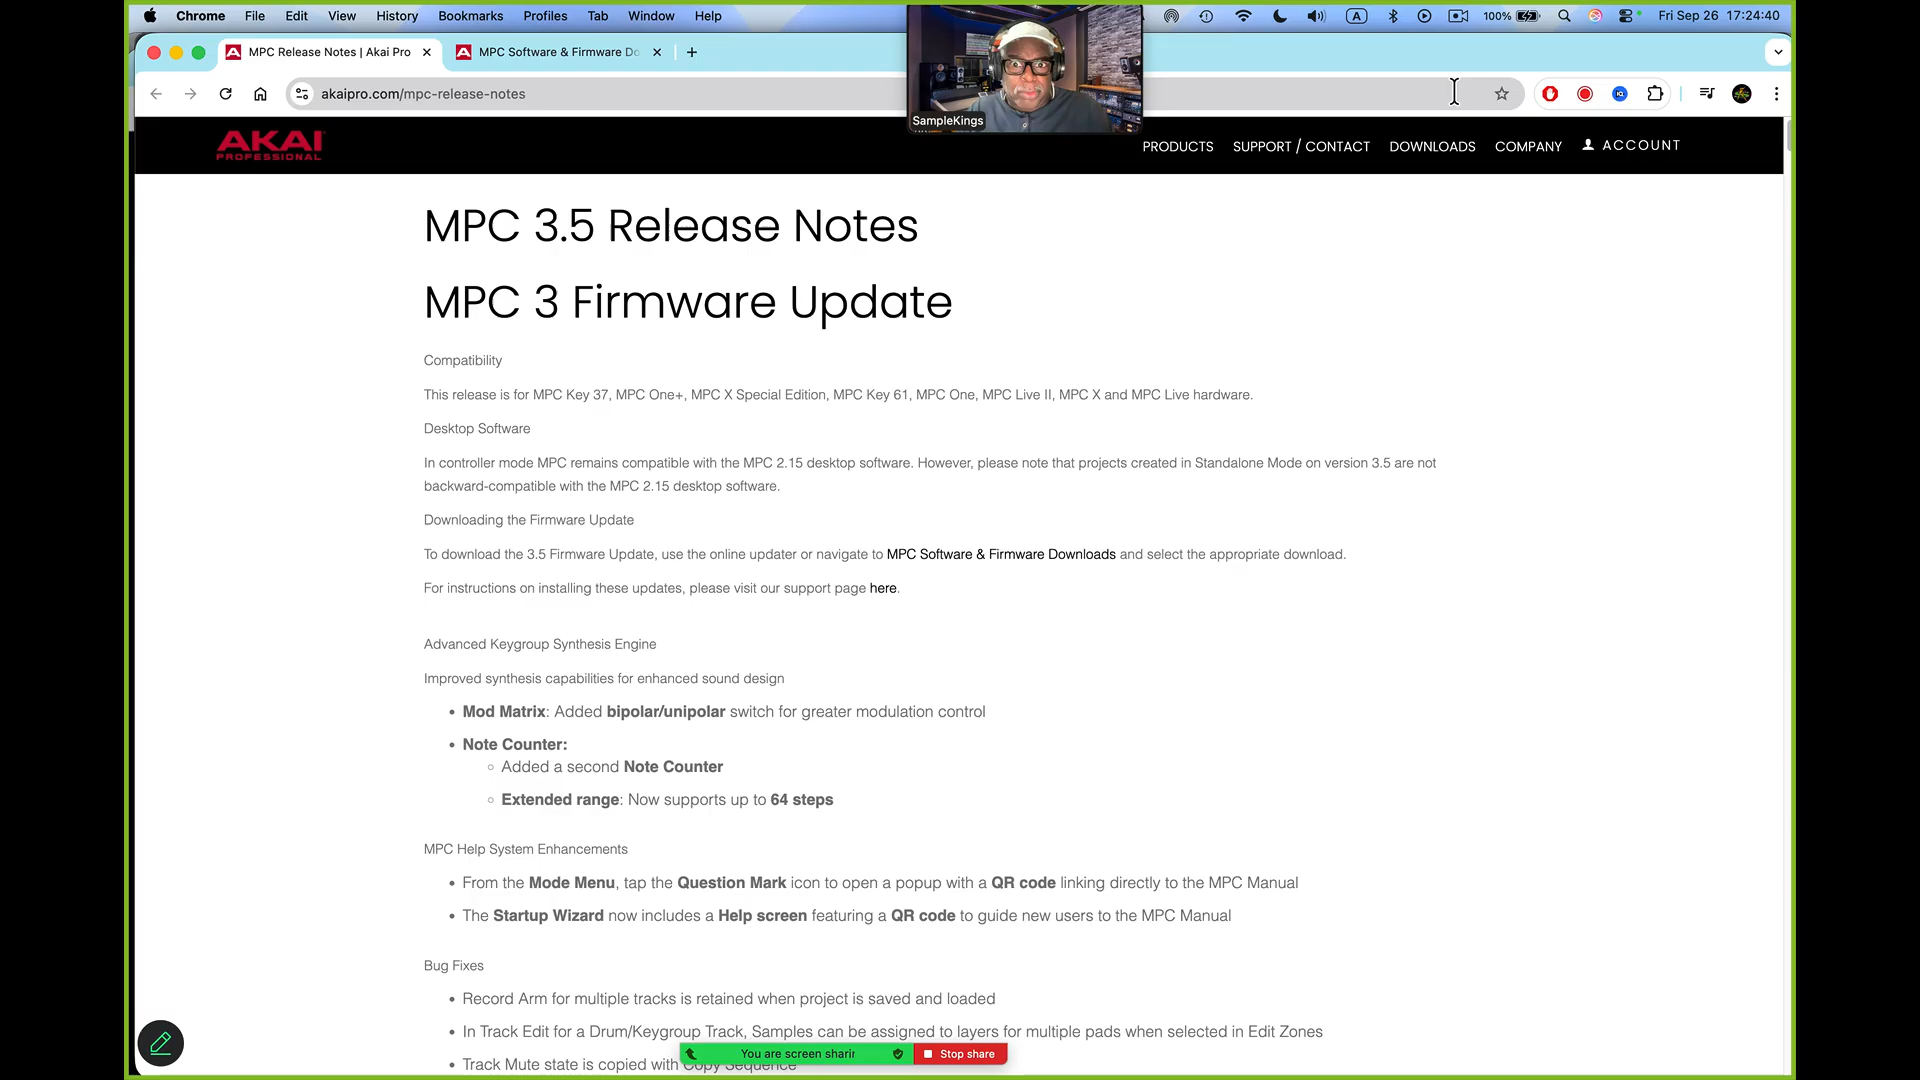 Chrome File Edit View History Bookmarks Profiles Tab Window Help 100% Fri Sep 26 17:24:40
MPC Release Notes | Akai Pro MPC Software & Firmware Do
akaipro.com/mpc-release-notes
SampleKings
AKAI
PROFESSIONAL
PRODUCTS SUPPORT / CONTACT DOWNLOADS COMPANY ACCOUNT
MPC 3.5 Release Notes
MPC 3 Firmware Update
Compatibility
This release is for MPC Key 37, MPC One+, MPC X Special Edition, MPC Key 61, MPC One, MPC Live II, MPC X and MPC Live hardware.
Desktop Software
In controller mode MPC remains compatible with the MPC 2.15 desktop software. However, please note that projects created in Standalone Mode on version 3.5 are not
backward-compatible with the MPC 2.15 desktop software.
Downloading the Firmware Update
To download the 3.5 Firmware Update, use the online updater or navigate to MPC Software & Firmware Downloads and select the appropriate download.
For instructions on installing these updates, please visit our support page here.
Advanced Keygroup Synthesis Engine
Improved synthesis capabilities for enhanced sound design
• Mod Matrix: Added bipolar/unipolar switch for greater modulation control
• Note Counter:
◦ Added a second Note Counter
◦ Extended range: Now supports up to 64 steps
MPC Help System Enhancements
• From the Mode Menu, tap the Question Mark icon to open a popup with a QR code linking directly to the MPC Manual
• The Startup Wizard now includes a Help screen featuring a QR code to guide new users to the MPC Manual
Bug Fixes
• Record Arm for multiple tracks is retained when project is saved and loaded
• In Track Edit for a Drum/Keygroup Track, Samples can be assigned to layers for multiple pads when selected in Edit Zones
You are screen sharin Stop share
• Track Mute state is copied with Copy Sequence